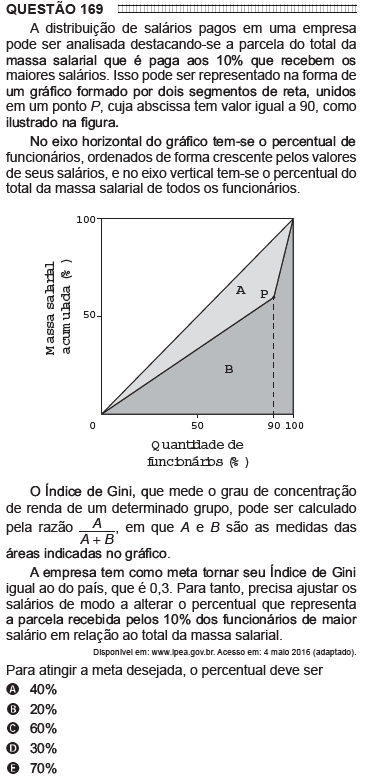 QUESTÃO 169
A distribuição de salários pagos em uma empresa
pode ser analisada destacando-se a parcela do total da
massa salarial que é paga aos 10% que recebem os
maiores salários. Isso pode ser representado na forma de
um gráfico formado por dois segmentos de reta, unidos
em um ponto P, cuja abscissa tem valor igual a 90, como
ilustrado na figura.
No eixo horizontal do gráfico tem-se o percentual de
funcionários, ordenados de forma crescente pelos valores
de seus salários, e no eixo vertical tem-se o percentual do
total da massa salarial de todos os funcionários.
Massa salarial
acumulada (%)
100
50
A
P
B
0
50
90
100
Quantidade de
funcionários (%)
O Índice de Gini, que mede o grau de concentração
de renda de um determinado grupo, pode ser calculado
pela razão A / A + B, em que A e B são as medidas das
áreas indicadas no gráfico.
A empresa tem como meta tornar seu Índice de Gini
igual ao do país, que é 0,3. Para tanto, precisa ajustar os
salários de modo a alterar o percentual que representa
a parcela recebida pelos 10% dos funcionários de maior
salário em relação ao total da massa salarial.
Disponível em: www.ipea.gov.br. Acesso em: 4 maio 2016 (adaptado).
Para atingir a meta desejada, o percentual deve ser
A 40%
B 20%
C 60%
D 30%
E 70%